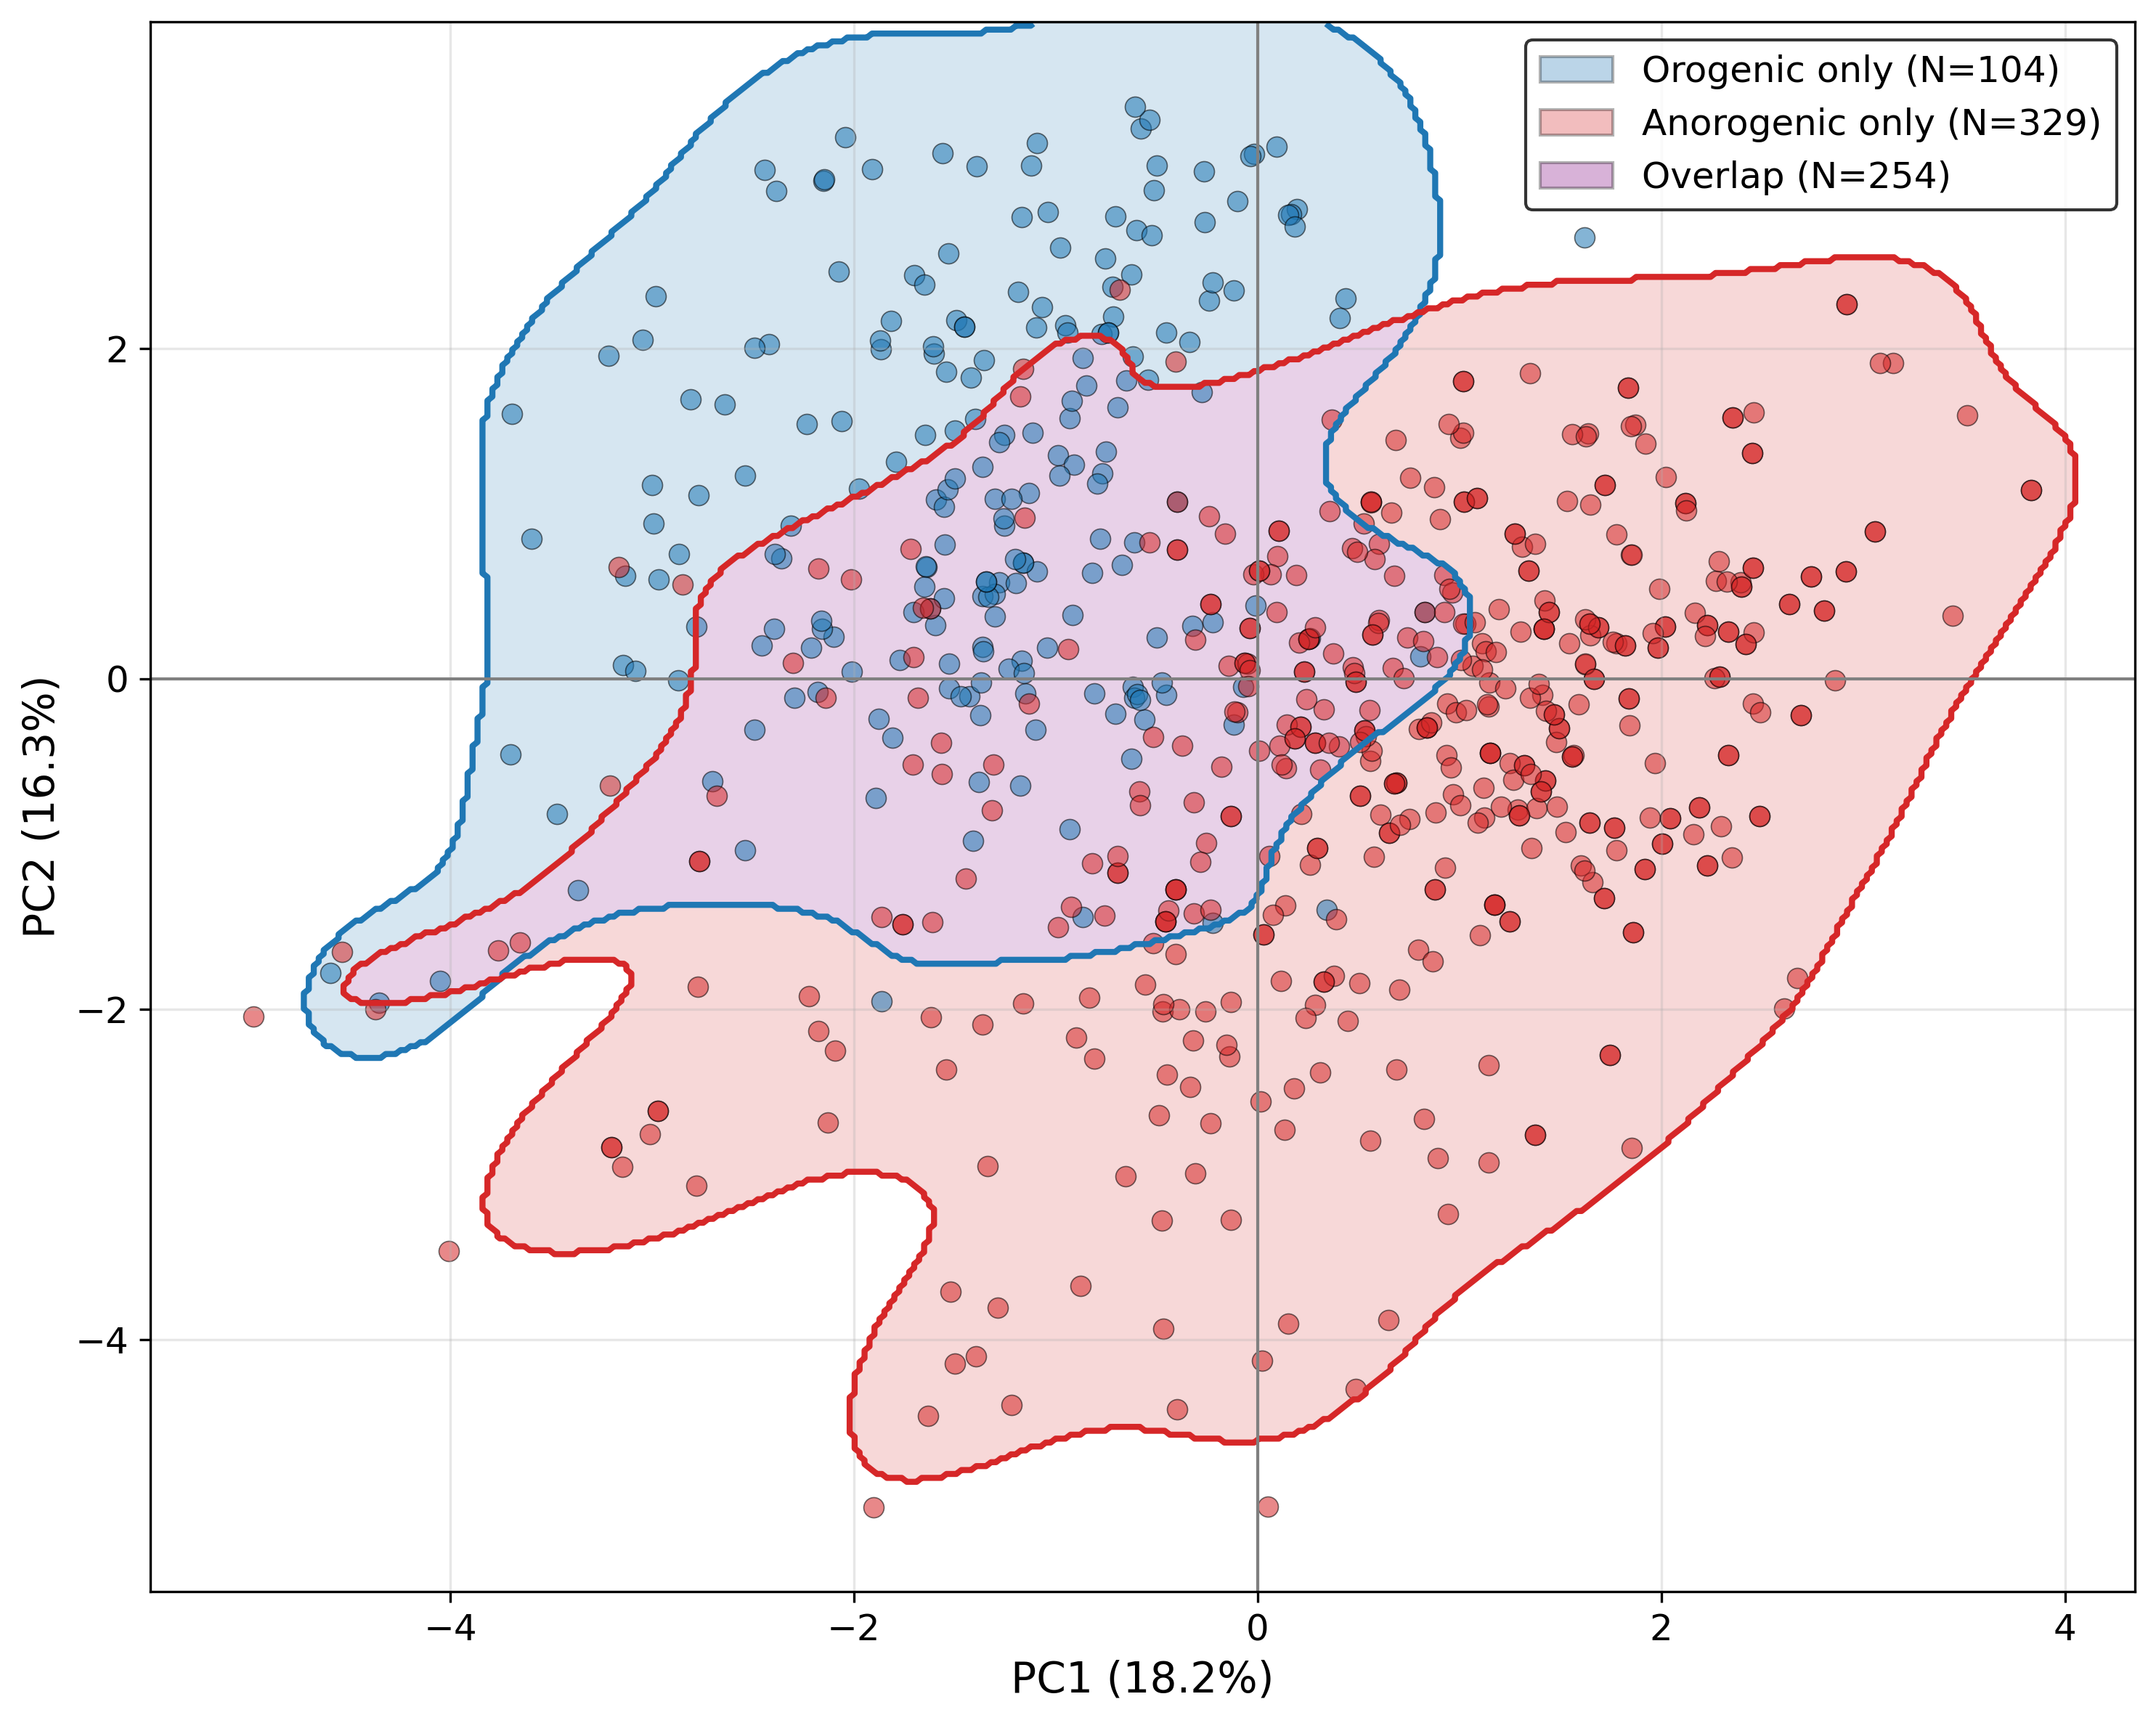 Orogenic only (N=104)
Anorogenic only (N=329)
Overlap (N=254)
PC2 (16.3%)
2
0
−2
−4
−4
−2
0
2
4
PC1 (18.2%)